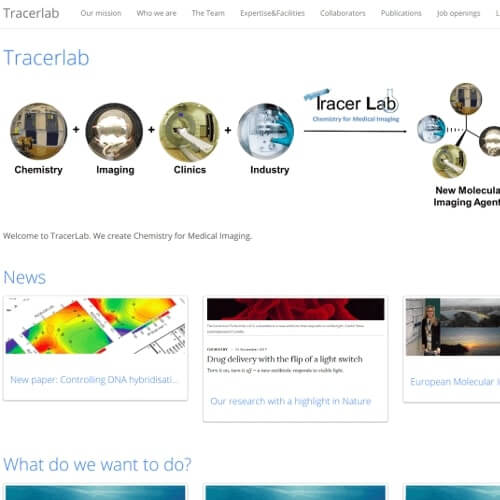 Tracerlab Our mission Who we are The Team Expertise&Facilities Collaborators Publications Job openings L
Tracerlab
Tracer Lab
Chemistry for Medical Imaging
+ + +
Chemistry Imaging Clinics Industry
New Molecula
Imaging Agent
Welcome to TracerLab. We create Chemistry for Medical Imaging.
News
CHEMISTRY
Drug delivery with the flip of a light switch
Turn it on, turn it off — a new antibiotic responds to visible light.
New paper: Controlling DNA hybridisati...
European Molecular I
Our research with a highlight in Nature
What do we want to do?